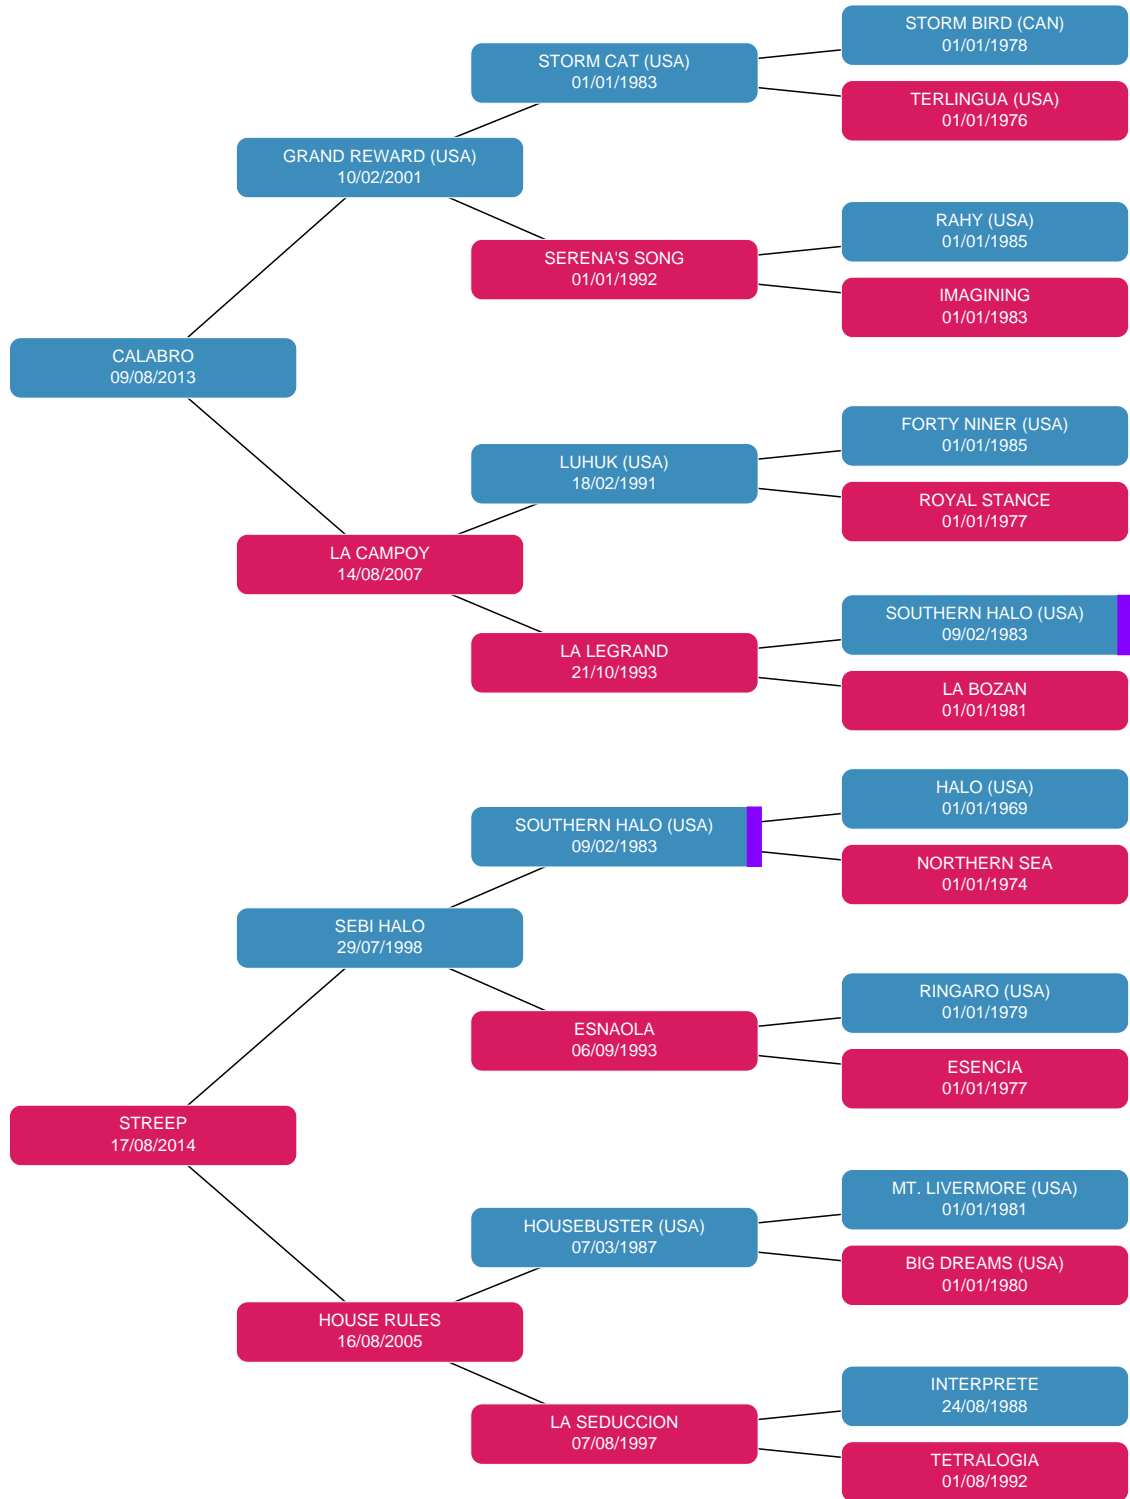 STORM BIRD (CAN)
01/01/1978
STORM CAT (USA)
01/01/1983
TERLINGUA (USA)
01/01/1976
GRAND REWARD (USA)
10/02/2001
RAHY (USA)
01/01/1985
SERENA'S SONG
01/01/1992
IMAGINING
01/01/1983
CALABRO
09/08/2013
FORTY NINER (USA)
01/01/1985
LUHUK (USA)
18/02/1991
ROYAL STANCE
01/01/1977
LA CAMPOY
14/08/2007
SOUTHERN HALO (USA)
09/02/1983
LA LEGRAND
21/10/1993
LA BOZAN
01/01/1981
HALO (USA)
01/01/1969
SOUTHERN HALO (USA)
09/02/1983
NORTHERN SEA
01/01/1974
SEBI HALO
29/07/1998
RINGARO (USA)
01/01/1979
ESNAOLA
06/09/1993
ESENCIA
01/01/1977
STREEP
17/08/2014
MT. LIVERMORE (USA)
01/01/1981
HOUSEBUSTER (USA)
07/03/1987
BIG DREAMS (USA)
01/01/1980
HOUSE RULES
16/08/2005
INTERPRETE
24/08/1988
LA SEDUCCION
07/08/1997
TETRALOGIA
01/08/1992